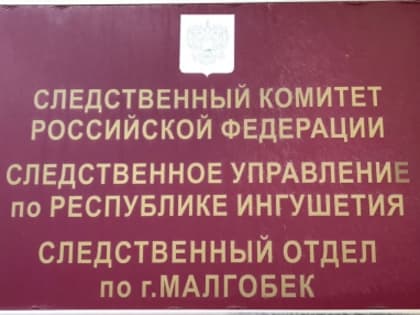 СЛЕДСТВЕННЫЙ КОМИТЕТ
РОССИЙСКОЙ ФЕДЕРАЦИИ
СЛЕДСТВЕННОЕ УПРАВЛЕНИЕ
по РЕСПУБЛИКЕ ИНГУШЕТИЯ
СЛЕДСТВЕННЫЙ ОТДЕЛ
по г.МАЛГОБЕК